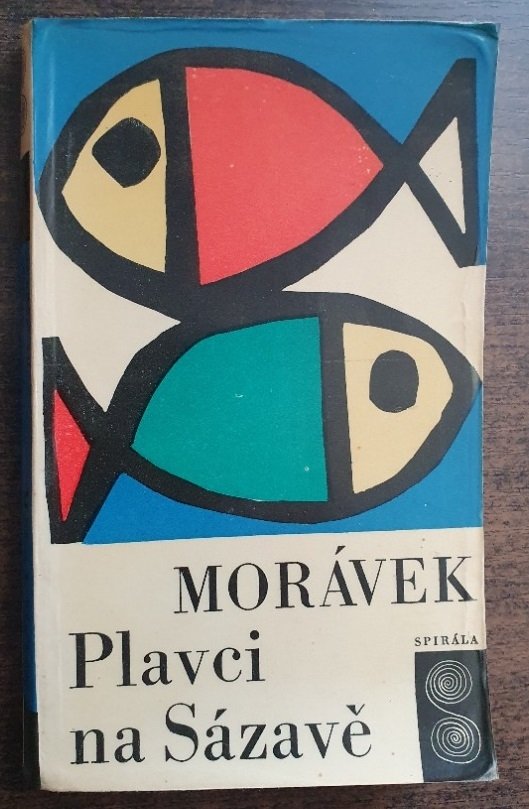 MORÁVEK
Plavci
na Sázavě
SPIRÁLA